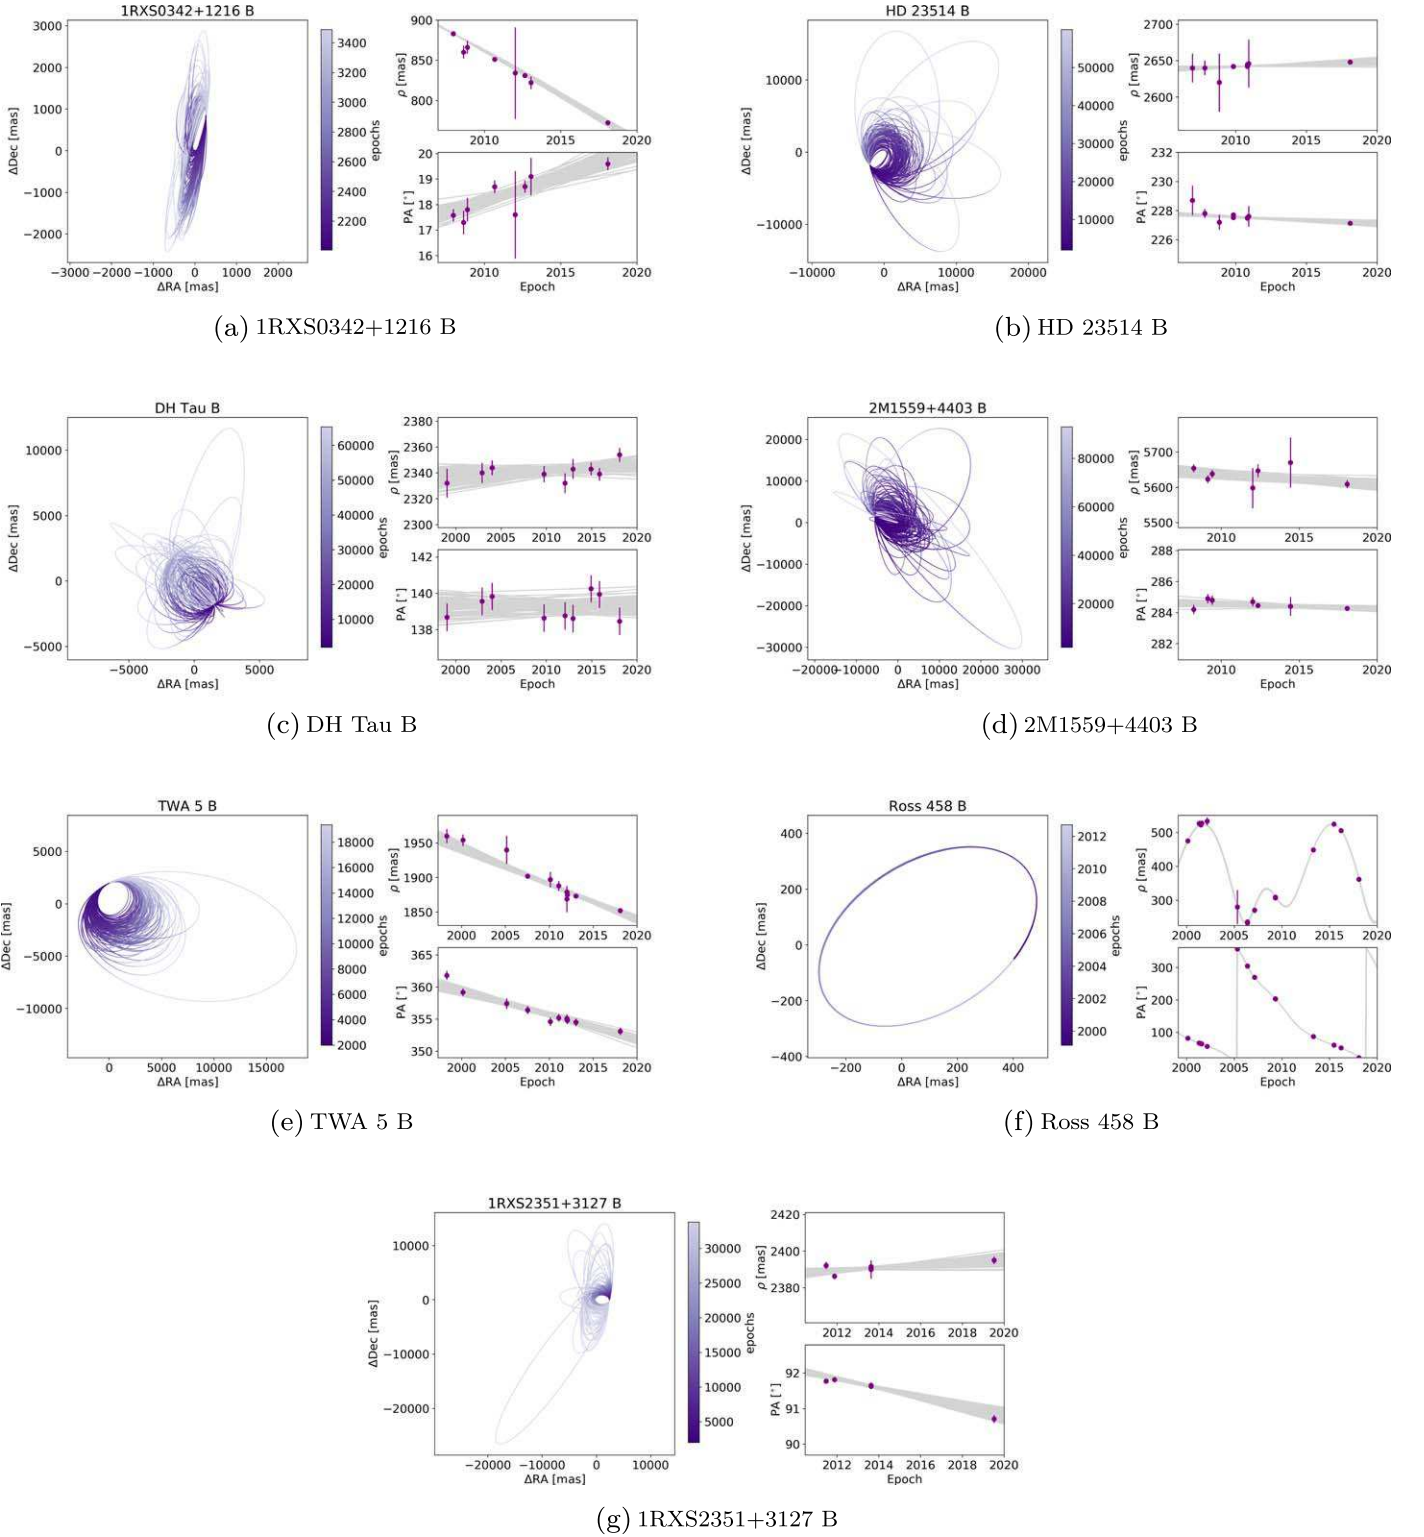 1RXS0342+1216 B
3000
2000
1000
0
−1000
−2000
−3000 −2000 −1000 0 1000 2000
ΔRA [mas]
ΔDec [mas]
3400
3200
3000
2800
2600
2400
2200
epochs
900
850
800
ρ [mas]
2010 2015 2020
20
19
18
17
16
PA [°]
2010 2015 2020
Epoch
(a) 1RXS0342+1216 B
HD 23514 B
10000
0
−10000
−10000 0 10000 20000
ΔRA [mas]
ΔDec [mas]
50000
40000
30000
20000
10000
epochs
2700
2650
2600
ρ [mas]
2010 2015 2020
232
230
228
226
PA [°]
2010 2015 2020
Epoch
(b) HD 23514 B
DH Tau B
10000
5000
0
−5000
−5000 0 5000
ΔRA [mas]
ΔDec [mas]
60000
50000
40000
30000
20000
10000
epochs
2380
2360
2340
2320
2300
ρ [mas]
2000 2005 2010 2015 2020
142
140
138
PA [°]
2000 2005 2010 2015 2020
Epoch
(c) DH Tau B
2M1559+4403 B
20000
10000
0
−10000
−20000
−30000
−20000−10000 0 10000 20000 30000
ΔRA [mas]
ΔDec [mas]
80000
60000
40000
20000
epochs
5700
5600
5500
ρ [mas]
2010 2015 2020
288
286
284
282
PA [°]
2010 2015 2020
Epoch
(d) 2M1559+4403 B
TWA 5 B
5000
0
−5000
−10000
0 5000 10000 15000
ΔRA [mas]
ΔDec [mas]
18000
16000
14000
12000
10000
8000
6000
4000
2000
epochs
1950
1900
1850
ρ [mas]
2000 2005 2010 2015 2020
365
360
355
350
PA [°]
2000 2005 2010 2015 2020
Epoch
(e) TWA 5 B
Ross 458 B
400
200
0
−200
−400
−200 0 200 400
ΔRA [mas]
ΔDec [mas]
2012
2010
2008
2006
2004
2002
2000
epochs
500
400
300
ρ [mas]
2000 2005 2010 2015 2020
300
200
100
PA [°]
2000 2005 2010 2015 2020
Epoch
(f) Ross 458 B
1RXS2351+3127 B
10000
0
−10000
−20000
−20000 −10000 0 10000
ΔRA [mas]
ΔDec [mas]
30000
25000
20000
15000
10000
5000
epochs
2420
2400
2380
ρ [mas]
2012 2014 2016 2018 2020
92
91
90
PA [°]
2012 2014 2016 2018 2020
Epoch
(g) 1RXS2351+3127 B